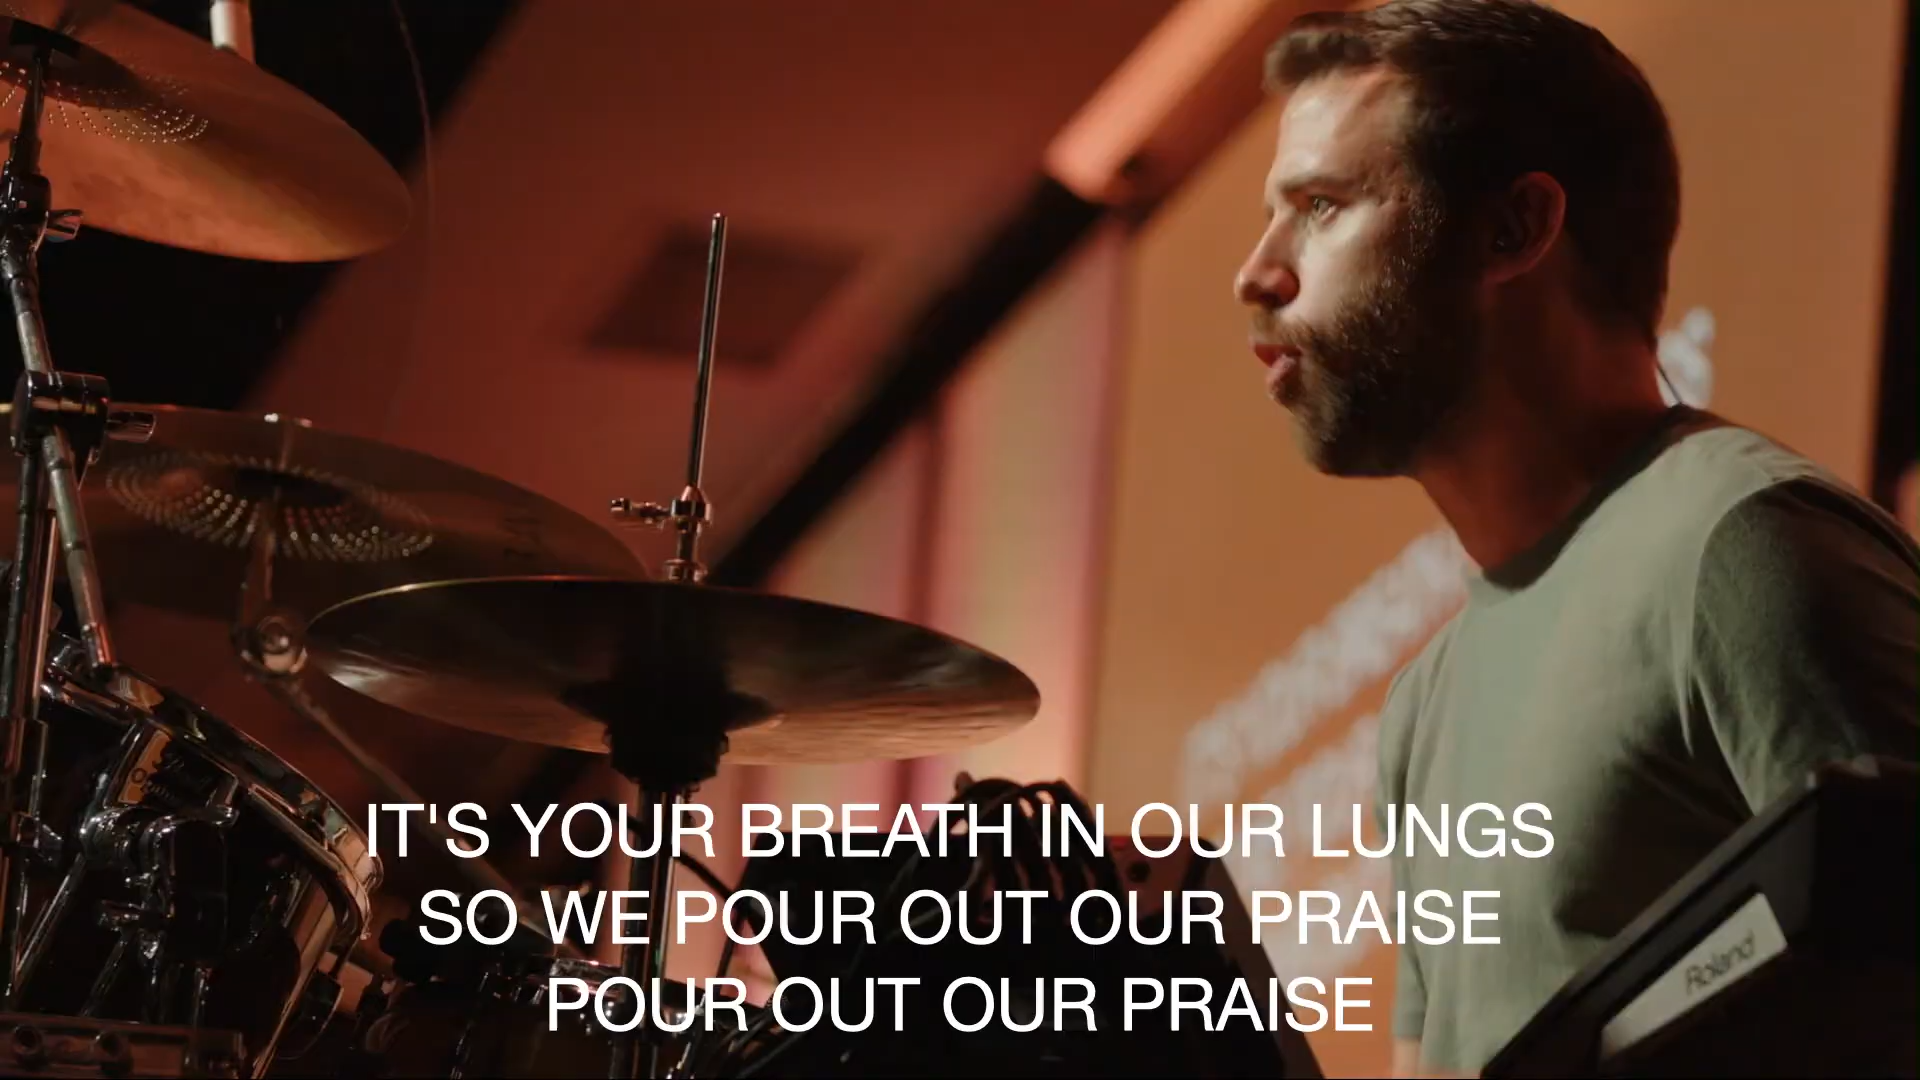 IT'S YOUR BREATH IN OUR LUNGS
SO WE POUR OUT OUR PRAISE
POUR OUT OUR PRAISE
Roland